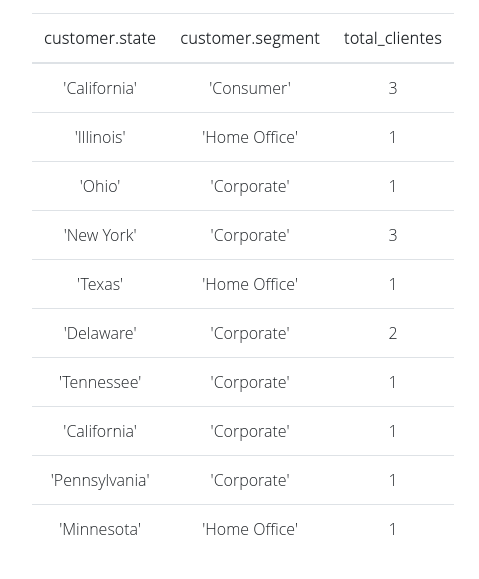 customer.state customer.segment total_clientes
'California' 'Consumer' 3
'Illinois' 'Home Office' 1
'Ohio' 'Corporate' 1
'New York' 'Corporate' 3
'Texas' 'Home Office' 1
'Delaware' 'Corporate' 2
'Tennessee' 'Corporate' 1
'California' 'Corporate' 1
'Pennsylvania' 'Corporate' 1
'Minnesota' 'Home Office' 1